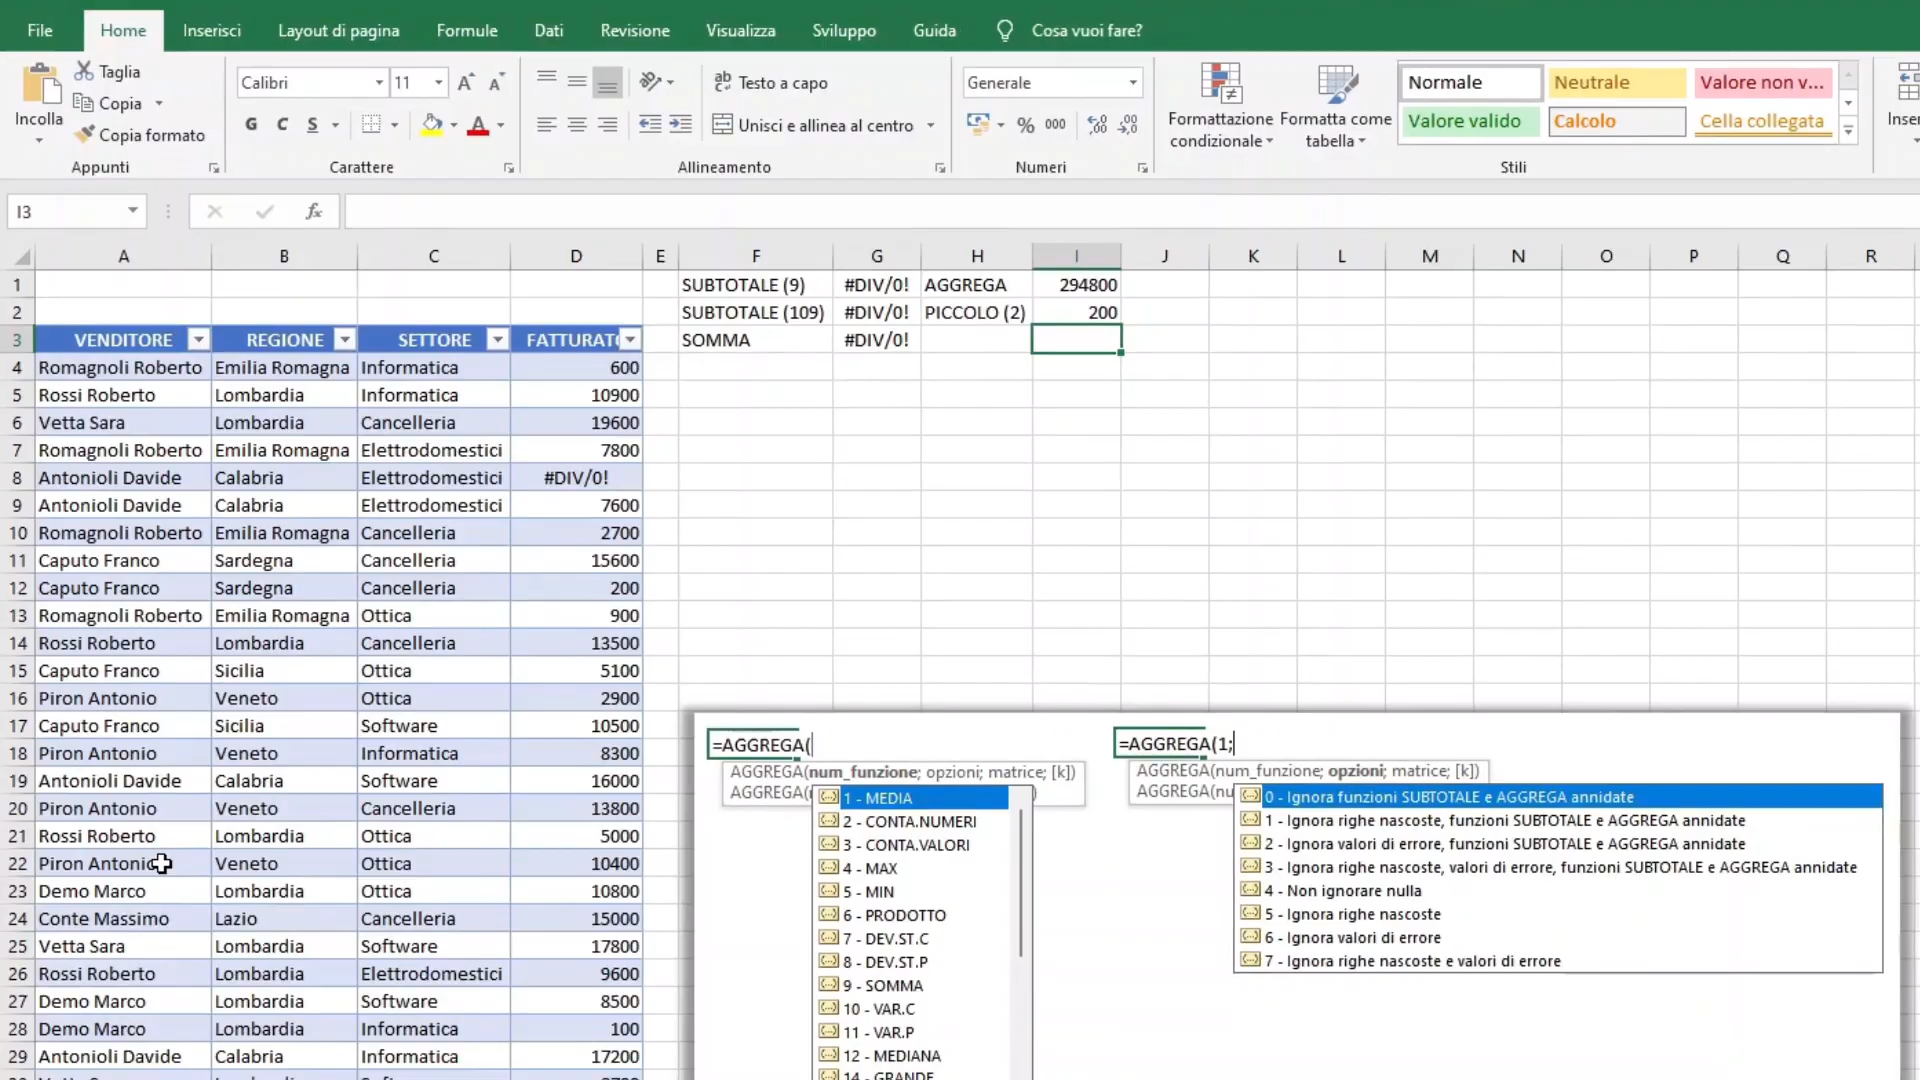 File Home Inserisci Layout di pagina Formule Dati Revisione Visualizza Sviluppo Guida Cosa vuoi fare?
Incolla
Taglia
Copia
Copia formato
Appunti
Calibri 11
G C S
Carattere
Testo a capo
Unisci e allinea al centro
Allineamento
Generale
% 000
Numeri
Formattazione condizionale
Formatta come tabella
Normale Neutrale Valore non v...
Valore valido Calcolo Cella collegata
Stili
I3 fx
A B C D E F G H I J K L M N O P Q R
1 SUBTOTALE (9) #DIV/0! AGGREGA 294800
2 SUBTOTALE (109) #DIV/0! PICCOLO (2) 200
3 VENDITORE REGIONE SETTORE SOMMA #DIV/0!
4 Romagnoli Roberto Emilia Romagna Informatica 600
5 Rossi Roberto Lombardia Informatica 10900
6 Vetta Sara Lombardia Cancelleria 19600
7 Romagnoli Roberto Emilia Romagna Elettrodomestici 7800
8 Antonioli Davide Calabria Elettrodomestici #DIV/0!
9 Antonioli Davide Calabria Elettrodomestici 7600
10 Romagnoli Roberto Emilia Romagna Cancelleria 2700
11 Caputo Franco Sardegna Cancelleria 15600
12 Caputo Franco Sardegna Cancelleria 200
13 Romagnoli Roberto Emilia Romagna Ottica 900
14 Rossi Roberto Lombardia Cancelleria 13500
15 Caputo Franco Sicilia Ottica 5100
16 Piron Antonio Veneto Ottica 2900
17 Caputo Franco Sicilia Software 10500
18 Piron Antonio Veneto Informatica 8300
19 Antonioli Davide Calabria Software 16000
20 Piron Antonio Veneto Cancelleria 13800
21 Rossi Roberto Lombardia Ottica 5000
22 Piron Antonio Veneto Ottica 10400
23 Demo Marco Lombardia Ottica 10800
24 Conte Massimo Lazio Cancelleria 15000
25 Vetta Sara Lombardia Software 17800
26 Rossi Roberto Lombardia Elettrodomestici 9600
27 Demo Marco Lombardia Software 8500
28 Demo Marco Lombardia Informatica 100
29 Antonioli Davide Calabria Informatica 17200
=AGGREGA(
AGGREGA(num_funzione; opzioni; matrice; [k])
1 - MEDIA
2 - CONTA.NUMERI
3 - CONTA.VALORI
4 - MAX
5 - MIN
6 - PRODOTTO
7 - DEV.ST.C
8 - DEV.ST.P
9 - SOMMA
10 - VAR.C
11 - VAR.P
12 - MEDIANA
14 - GRANDE
=AGGREGA(1;
AGGREGA(num_funzione; opzioni; matrice; [k])
0 - Ignora funzioni SUBTOTALE e AGGREGA annidate
1 - Ignora righe nascoste, funzioni SUBTOTALE e AGGREGA annidate
2 - Ignora valori di errore, funzioni SUBTOTALE e AGGREGA annidate
3 - Ignora righe nascoste, valori di errore, funzioni SUBTOTALE e AGGREGA annidate
4 - Non ignorare nulla
5 - Ignora righe nascoste
6 - Ignora valori di errore
7 - Ignora righe nascoste e valori di errore